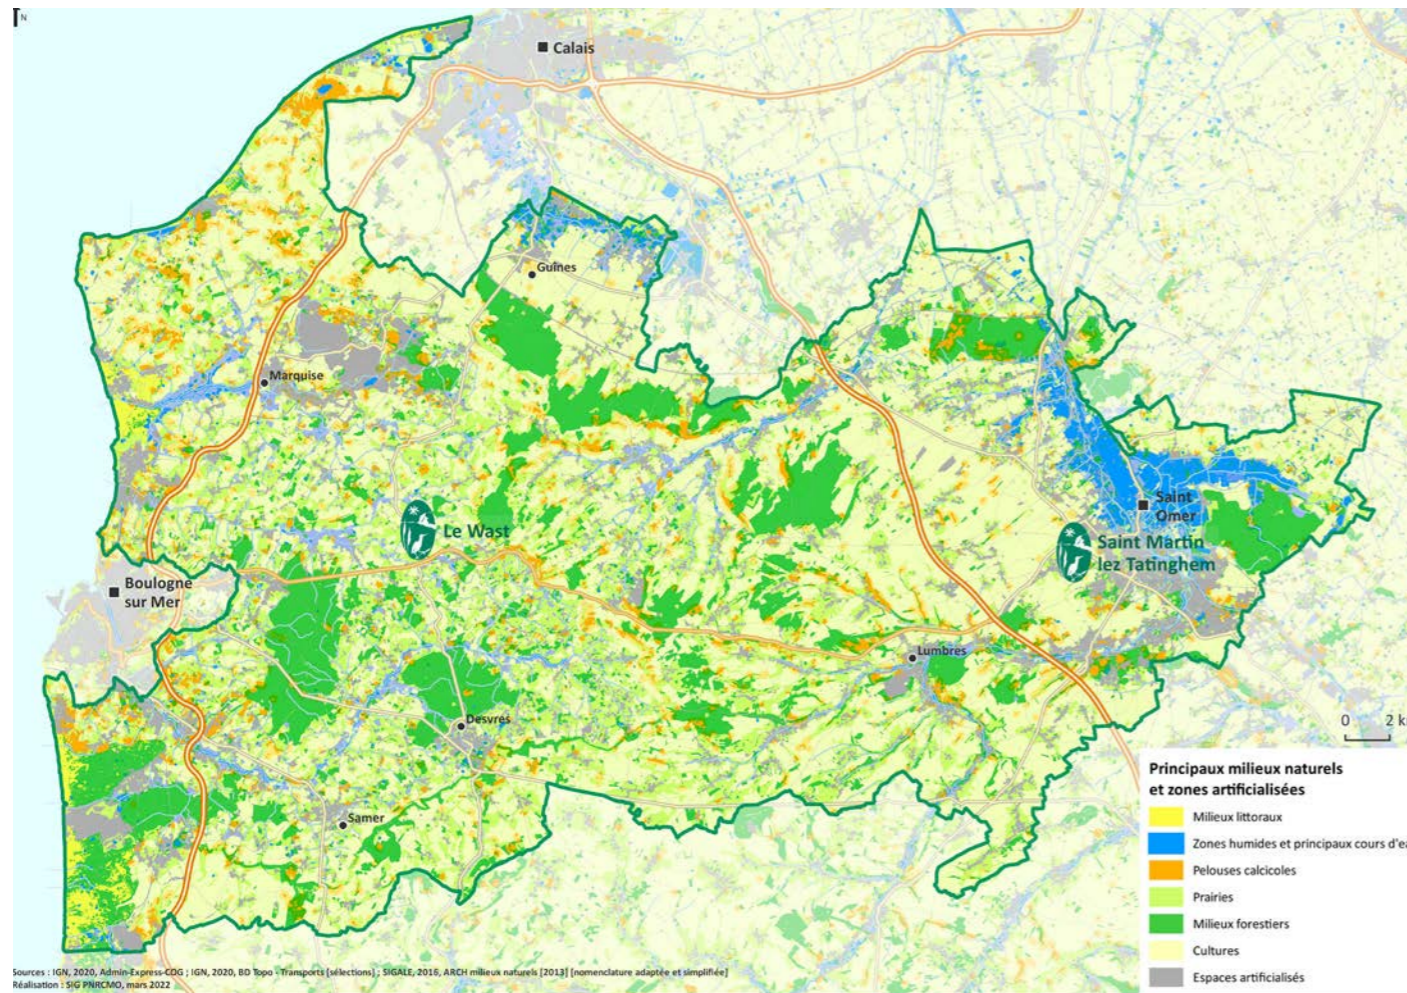 N
Calais
Guînes
Marquise
Le Wast
Saint
Omer
Saint Martin
lez Tatinghem
Boulogne
sur Mer
Lumbres
Desvres
Samer
0 2 k
Principaux milieux naturels
et zones artificialisées
Milieux littoraux
Zones humides et principaux cours d'ea
Pelouses calcicoles
Prairies
Milieux forestiers
Cultures
Espaces artificialisés
Sources : IGN, 2020, Admin-Express-COG ; IGN, 2020, BD Topo - Transports [sélections] ; SIGALE, 2016, ARCH milieux naturels [2013] [nomenclature adaptée et simplifiée]
Réalisation : SIG PNRCMO, mars 2022